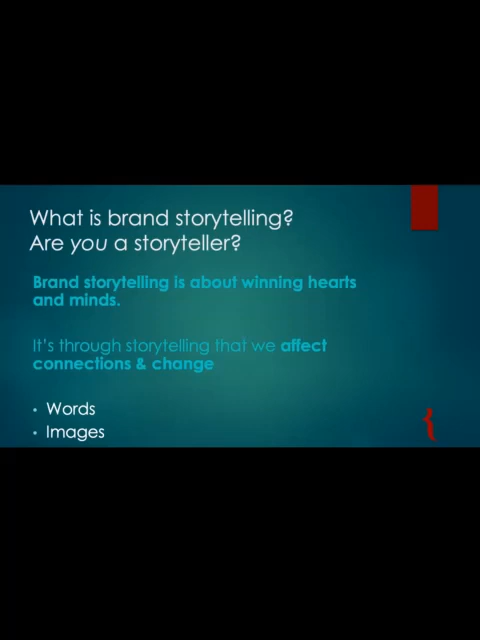 What is brand storytelling?
Are you a storyteller?
Brand storytelling is about winning hearts
and minds.
It's through storytelling that we affect
connections & change
• Words
• Images
{